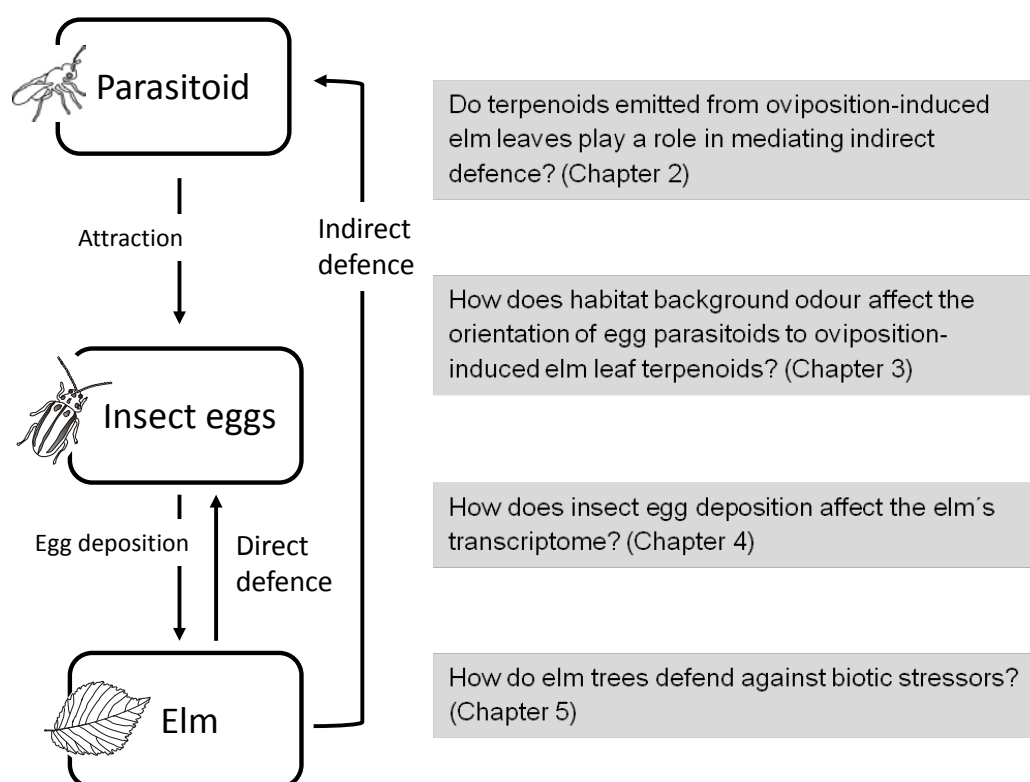 Parasitoid
Attraction
Indirect
defence
Insect eggs
Egg deposition
Direct
defence
Elm
Do terpenoids emitted from oviposition-induced
elm leaves play a role in mediating indirect
defence? (Chapter 2)
How does habitat background odour affect the
orientation of egg parasitoids to oviposition-
induced elm leaf terpenoids? (Chapter 3)
How does insect egg deposition affect the elm´s
transcriptome? (Chapter 4)
How do elm trees defend against biotic stressors?
(Chapter 5)